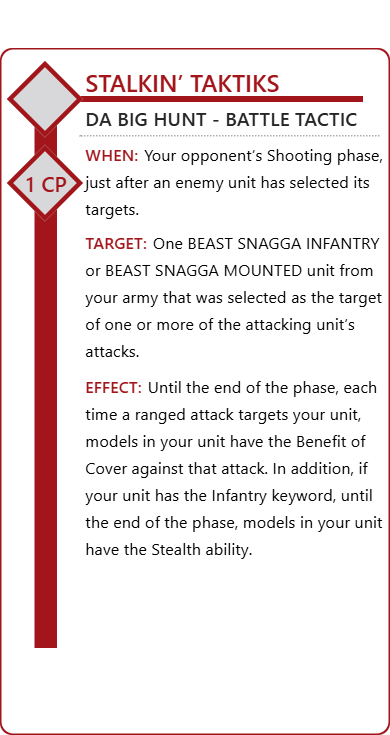 STALKIN’ TAKTIKS
DA BIG HUNT - BATTLE TACTIC
WHEN: Your opponent’s Shooting phase,
1 CP
just after an enemy unit has selected its
targets.
TARGET: One BEAST SNAGGA INFANTRY
or BEAST SNAGGA MOUNTED unit from
your army that was selected as the target
of one or more of the attacking unit’s
attacks.
EFFECT: Until the end of the phase, each
time a ranged attack targets your unit,
models in your unit have the Benefit of
Cover against that attack. In addition, if
your unit has the Infantry keyword, until
the end of the phase, models in your unit
have the Stealth ability.